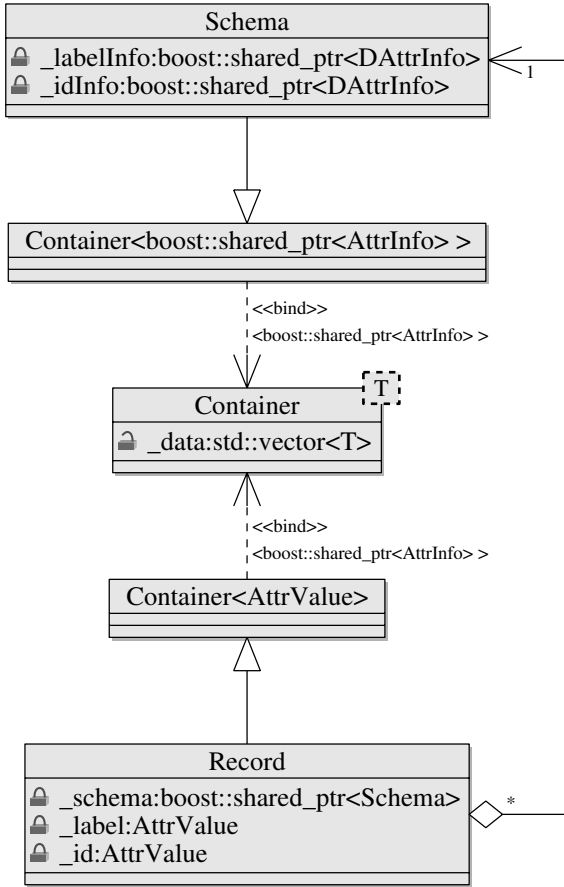 Schema
_labelInfo:boost::shared_ptr<DAttrInfo>
_idInfo:boost::shared_ptr<DAttrInfo>
1
Container<boost::shared_ptr<AttrInfo> >
<<bind>>
<boost::shared_ptr<AttrInfo> >
T
Container
_data:std::vector<T>
<<bind>>
<boost::shared_ptr<AttrInfo> >
Container<AttrValue>
Record
_schema:boost::shared_ptr<Schema>
*
_label:AttrValue
_id:AttrValue